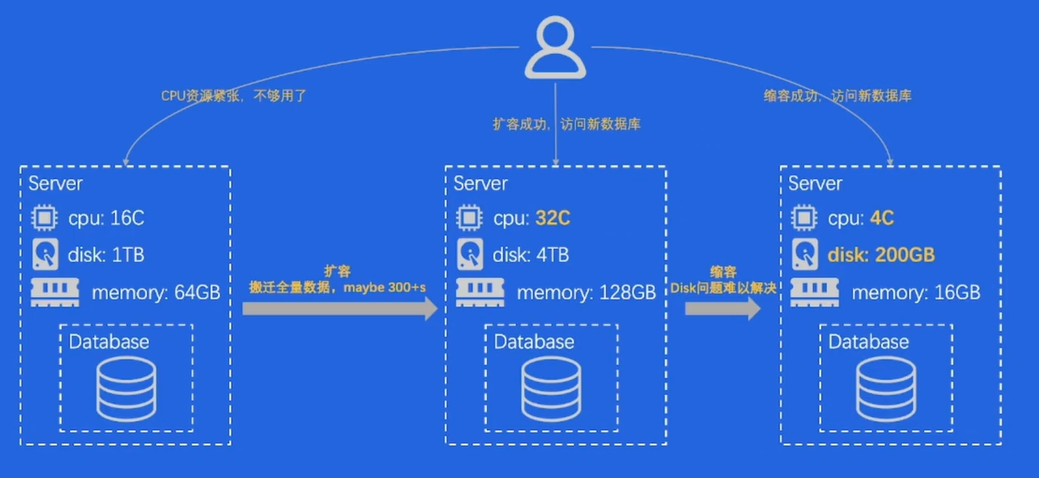 CPU资源紧张，不够用了
扩容成功，访问新数据库
缩容成功，访问新数据库
Server
cpu: 16C
disk: 1TB
memory: 64GB
Database
扩容
搬迁全量数据，maybe 300+s
Server
cpu: 32C
disk: 4TB
memory: 128GB
Database
缩容
Disk问题难以解决
Server
cpu: 4C
disk: 200GB
memory: 16GB
Database